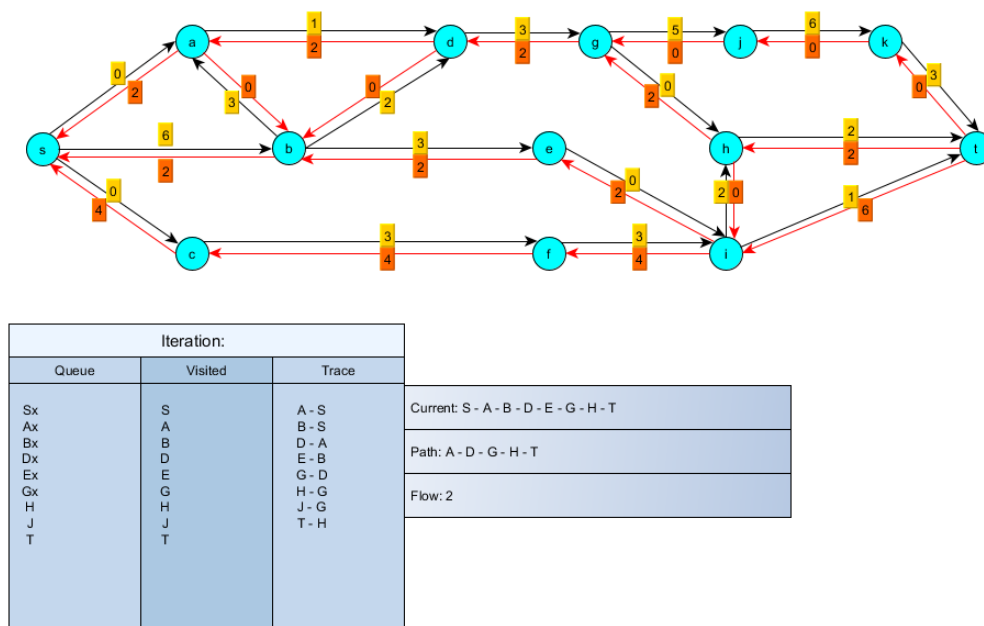 1
6
a
2
d
3
2
g
5
0
j
6
0
k
0
2
0
3
0
2
0
2
3
0
s
6
2
b
3
2
e
h
2
2
t
0
4
0
2
2
0
1
6
c
3
4
f
3
4
i
Iteration:
Queue Visited Trace
Sx S A - S
Ax A B - S
Bx B D - A
Dx D E - B
Ex E G - D
Gx G H - G
H H J - G
J J T - H
T T
Current: S - A - B - D - E - G - H - T
Path: A - D - G - H - T
Flow: 2